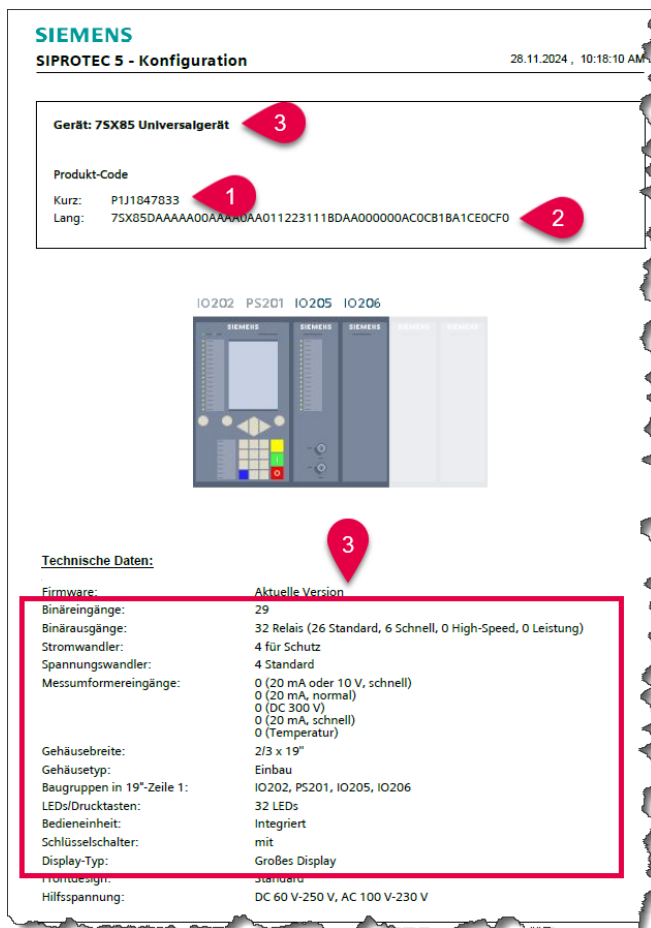 SIEMENS
SIPROTEC 5 - Konfiguration 28.11.2024 , 10:18:10 AM
Gerät: 7SX85 Universalgerät 3
Produkt-Code
Kurz: P1J1847833 1
Lang: 7SX85DAAAAA00AAAA0AA011223111BDAA000000AC0CB1BA1CE0CF0 2
IO202 PS201 IO205 IO206
SIEMENS SIEMENS SIEMENS SIEMENS SIEMENS
3
Technische Daten:
Firmware: Aktuelle Version
Binäreingänge: 29
Binärausgänge: 32 Relais (26 Standard, 6 Schnell, 0 High-Speed, 0 Leistung)
Stromwandler: 4 für Schutz
Spannungswandler: 4 Standard
Messumformereingänge: 0 (20 mA oder 10 V, schnell)
0 (20 mA, normal)
0 (DC 300 V)
0 (20 mA, schnell)
0 (Temperatur)
Gehäusebreite: 2/3 x 19"
Gehäusetyp: Einbau
Baugruppen in 19"-Zeile 1: IO202, PS201, IO205, IO206
LEDs/Drucktasten: 32 LEDs
Bedieneinheit: Integriert
Schlüsselschalter: mit
Display-Typ: Großes Display
Frontdesign: Standard
Hilfsspannung: DC 60 V-250 V, AC 100 V-230 V